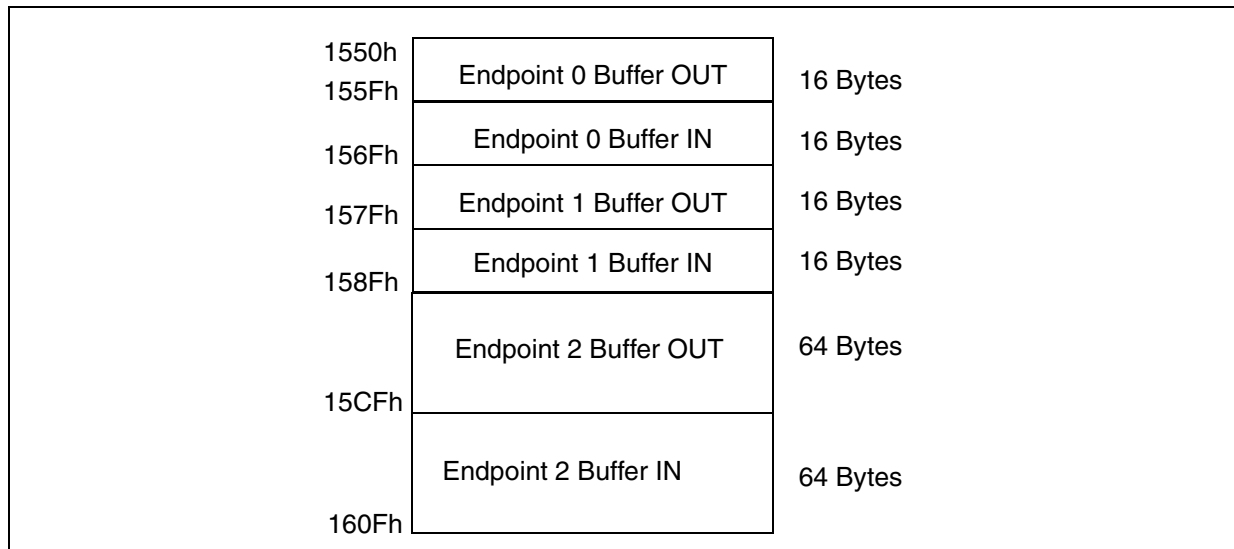 1550h
Endpoint 0 Buffer OUT
16 Bytes
155Fh
Endpoint 0 Buffer IN
16 Bytes
156Fh
Endpoint 1 Buffer OUT
16 Bytes
157Fh
Endpoint 1 Buffer IN
16 Bytes
158Fh
Endpoint 2 Buffer OUT
64 Bytes
15CFh
Endpoint 2 Buffer IN
64 Bytes
160Fh